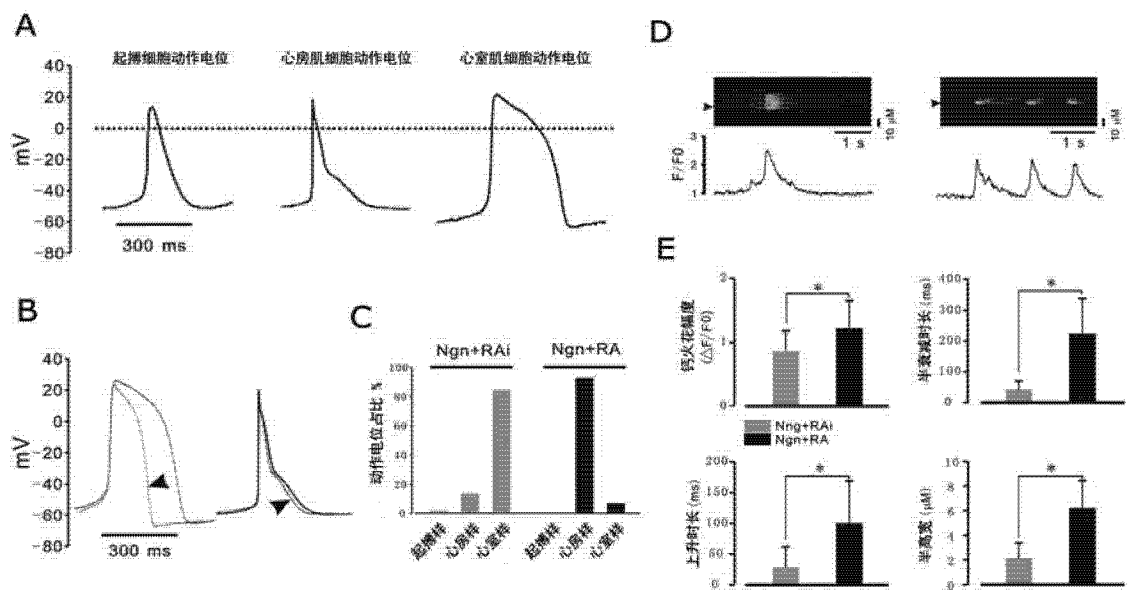 A
起搏细胞动作电位
心房肌细胞动作电位
心室肌细胞动作电位
mV
40
20
0
-20
-40
-60
-80
300 ms
B
mV
40
20
0
-20
-40
-60
-80
300 ms
C
Ngn+RAi
Ngn+RA
动作电位占比 %
100
80
60
40
20
0
起搏样
心房样
心室样
起搏样
心房样
心室样
D
10 μM
1 s
10 μM
1 s
F/F0
3
2
1
E
钙火花幅度
(△F/F0)
2
1
0
*
半衰减时长 (ms)
400
300
200
100
0
*
Nng+RAi
Ngn+RA
上升时长 (ms)
150
100
50
0
*
半高宽 (μM)
10
8
6
4
2
0
*